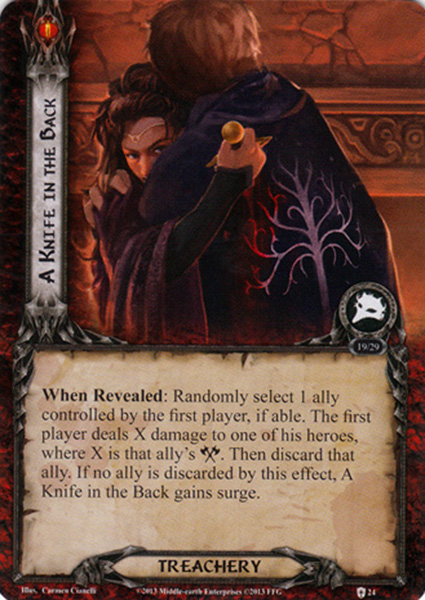 A Knife in the Back
19/29
When Revealed: Randomly select 1 ally
controlled by the first player, if able. The first
player deals X damage to one of his heroes,
where X is that ally's . Then discard that
ally. If no ally is discarded by this effect, A
Knife in the Back gains surge.
TREACHERY
Illus. Carmen Cianelli
©2013 Middle-earth Enterprises ©2013 FFG
24